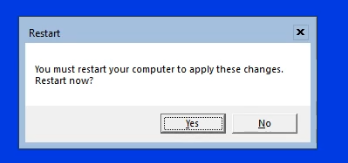 Restart
You must restart your computer to apply these changes.
Restart now?
Yes
No